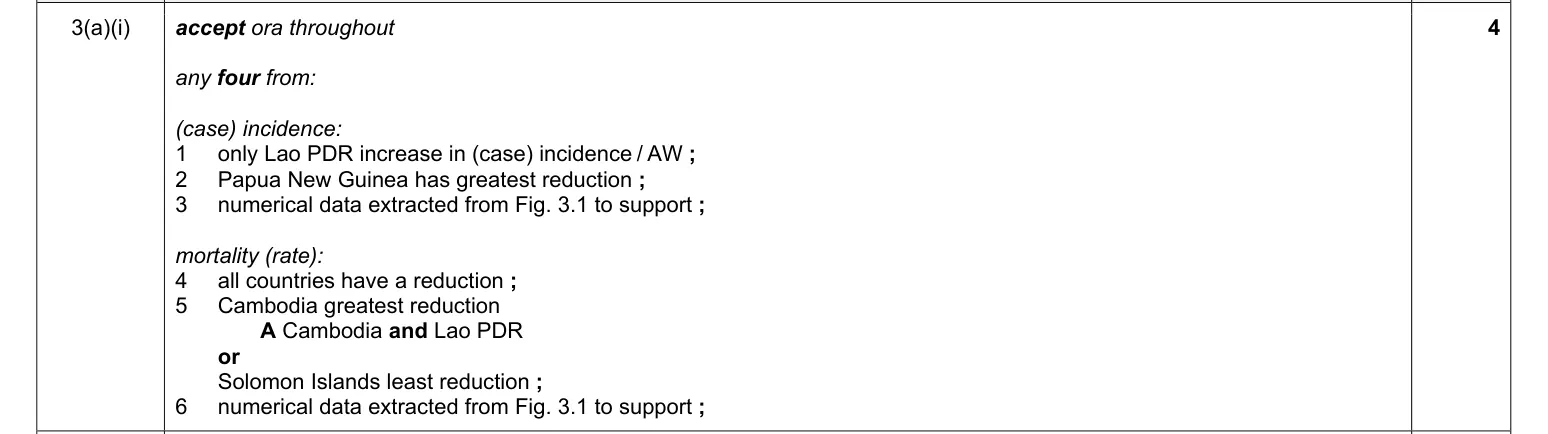 3(a)(i) accept ora throughout 4
any four from:
(case) incidence:
1 only Lao PDR increase in (case) incidence / AW ;
2 Papua New Guinea has greatest reduction ;
3 numerical data extracted from Fig. 3.1 to support ;
mortality (rate):
4 all countries have a reduction ;
5 Cambodia greatest reduction
A Cambodia and Lao PDR
or
Solomon Islands least reduction ;
6 numerical data extracted from Fig. 3.1 to support ;